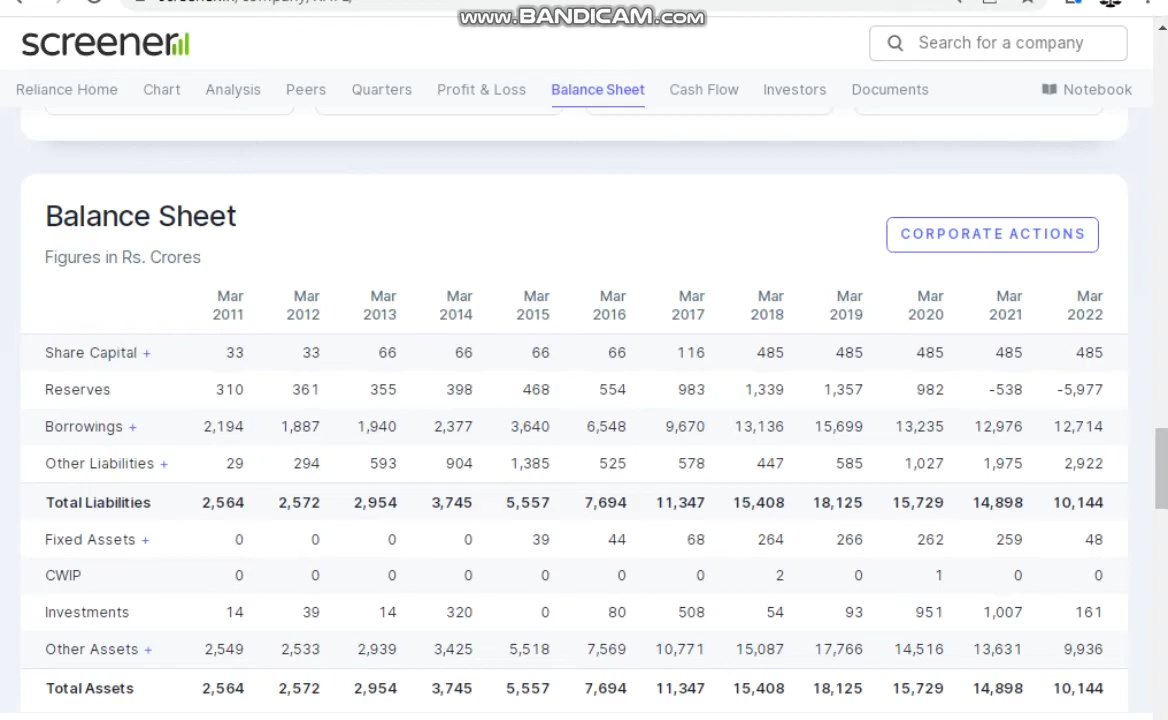 www.BANDICAM.com
screener
Search for a company
Reliance Home Chart Analysis Peers Quarters Profit & Loss Balance Sheet Cash Flow Investors Documents Notebook
Balance Sheet
CORPORATE ACTIONS
Figures in Rs. Crores
Mar Mar Mar Mar Mar Mar Mar Mar Mar Mar Mar Mar
2011 2012 2013 2014 2015 2016 2017 2018 2019 2020 2021 2022
Share Capital + 33 33 66 66 66 66 116 485 485 485 485 485
Reserves 310 361 355 398 468 554 983 1,339 1,357 982 -538 -5,977
Borrowings + 2,194 1,887 1,940 2,377 3,640 6,548 9,670 13,136 15,699 13,235 12,976 12,714
Other Liabilities + 29 294 593 904 1,385 525 578 447 585 1,027 1,975 2,922
Total Liabilities 2,564 2,572 2,954 3,745 5,557 7,694 11,347 15,408 18,125 15,729 14,898 10,144
Fixed Assets + 0 0 0 0 39 44 68 264 266 262 259 48
CWIP 0 0 0 0 0 0 0 2 0 1 0 0
Investments 14 39 14 320 0 80 508 54 93 951 1,007 161
Other Assets + 2,549 2,533 2,939 3,425 5,518 7,569 10,771 15,087 17,766 14,516 13,631 9,936
Total Assets 2,564 2,572 2,954 3,745 5,557 7,694 11,347 15,408 18,125 15,729 14,898 10,144